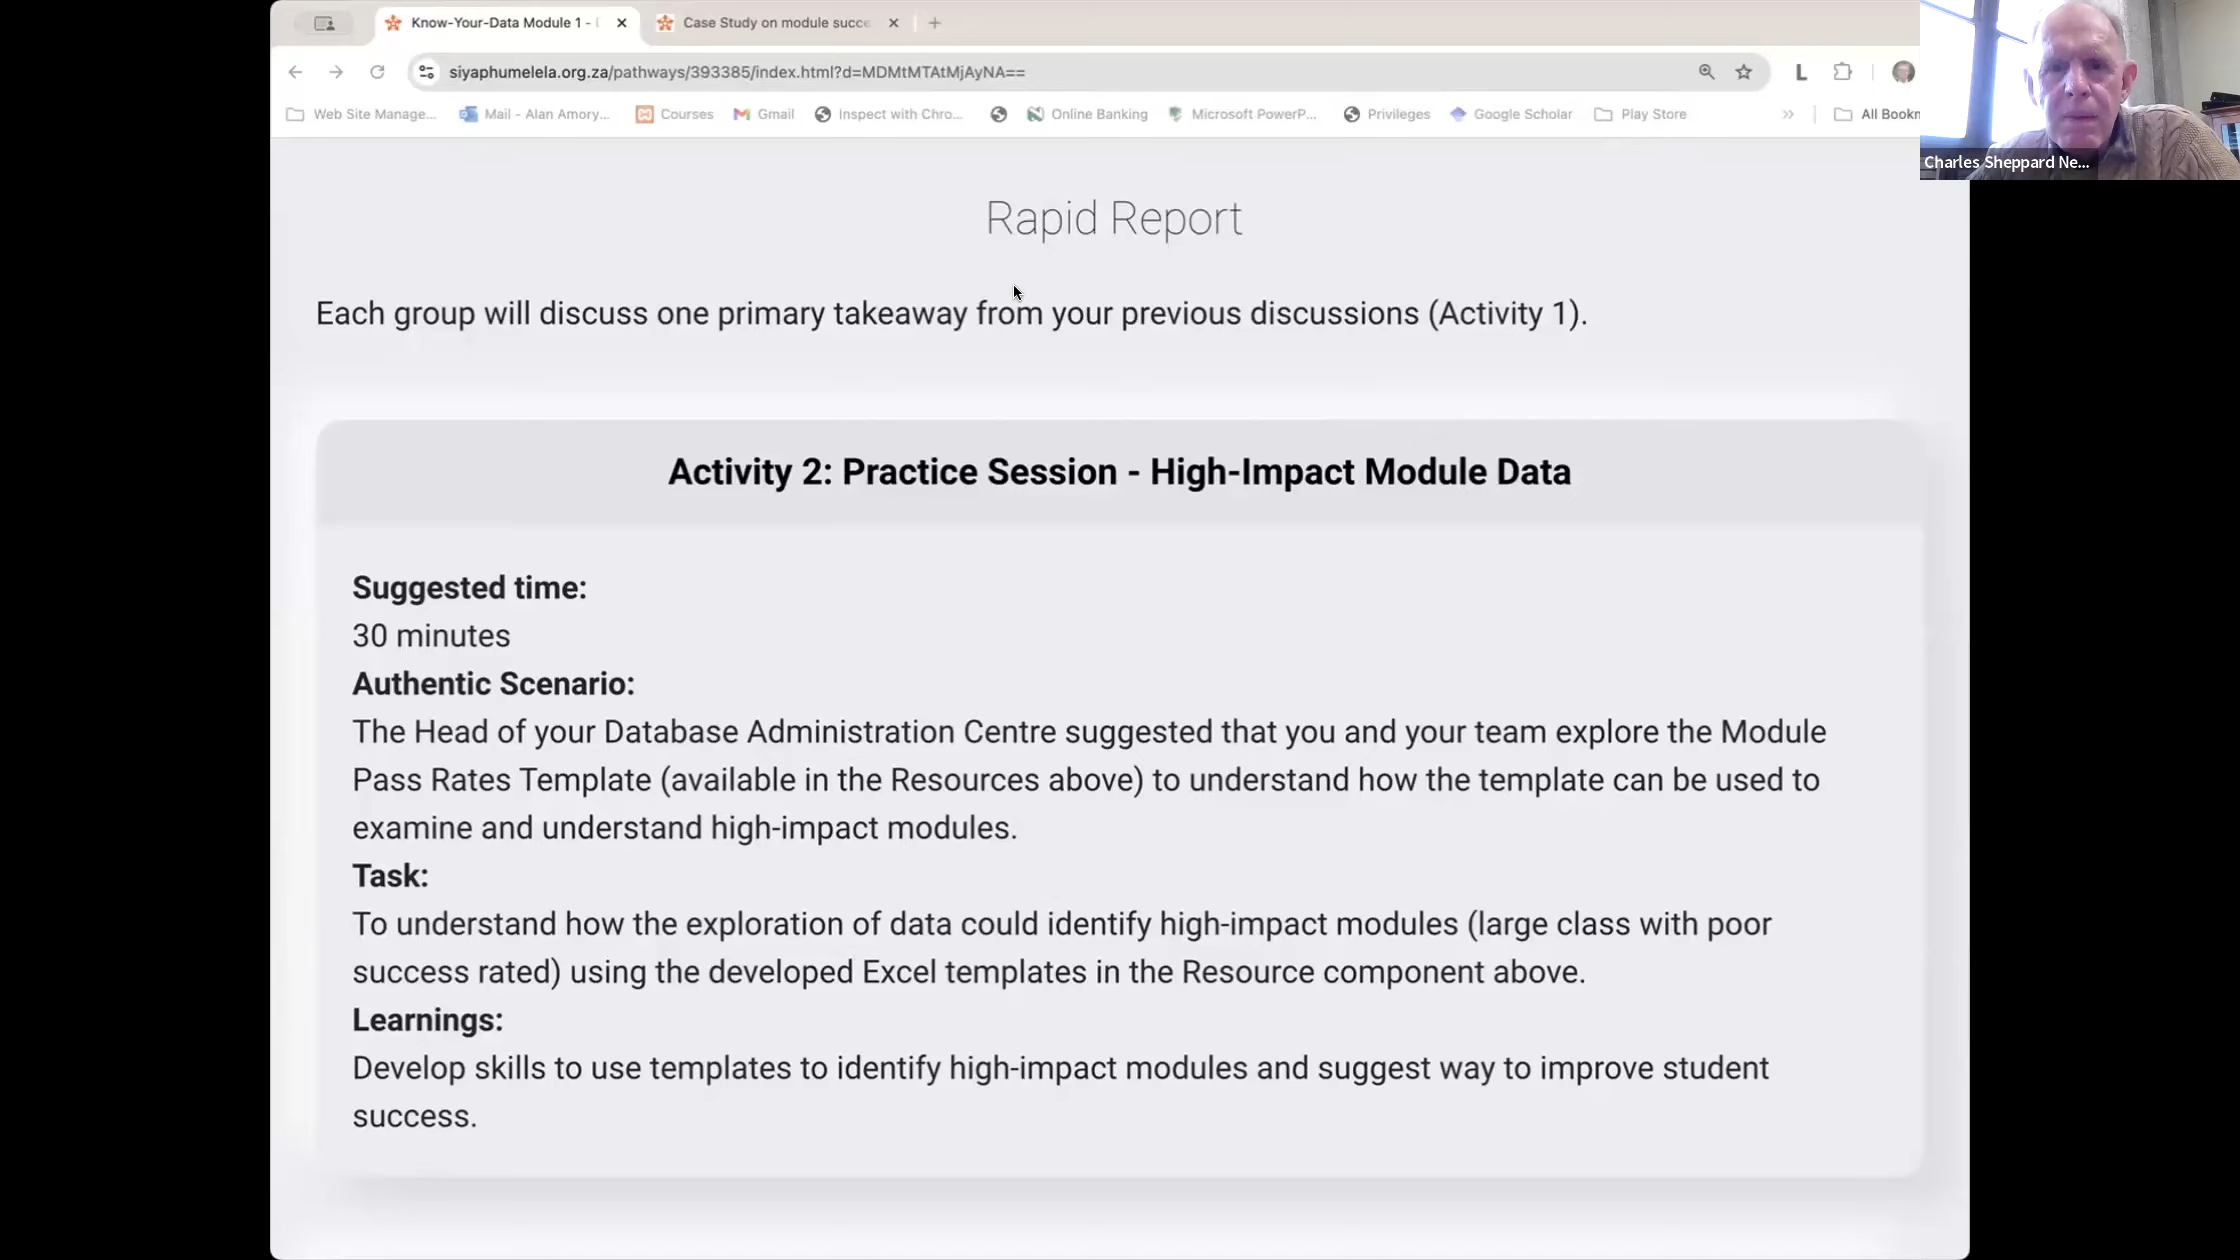 Know-Your-Data Module 1 - 
Case Study on module succe
siyaphumelela.org.za/pathways/393385/index.html?d=MDMtMTAtMjAyNA==
L
Web Site Manage...
Mail - Alan Amory...
Courses
Gmail
Inspect with Chro...
Online Banking
Microsoft PowerP...
Privileges
Google Scholar
Play Store
»
All Bookn
Charles Sheppard Ne...
Rapid Report
Each group will discuss one primary takeaway from your previous discussions (Activity 1).
Activity 2: Practice Session - High-Impact Module Data
Suggested time:
30 minutes
Authentic Scenario:
The Head of your Database Administration Centre suggested that you and your team explore the Module
Pass Rates Template (available in the Resources above) to understand how the template can be used to
examine and understand high-impact modules.
Task:
To understand how the exploration of data could identify high-impact modules (large class with poor
success rated) using the developed Excel templates in the Resource component above.
Learnings:
Develop skills to use templates to identify high-impact modules and suggest way to improve student
success.